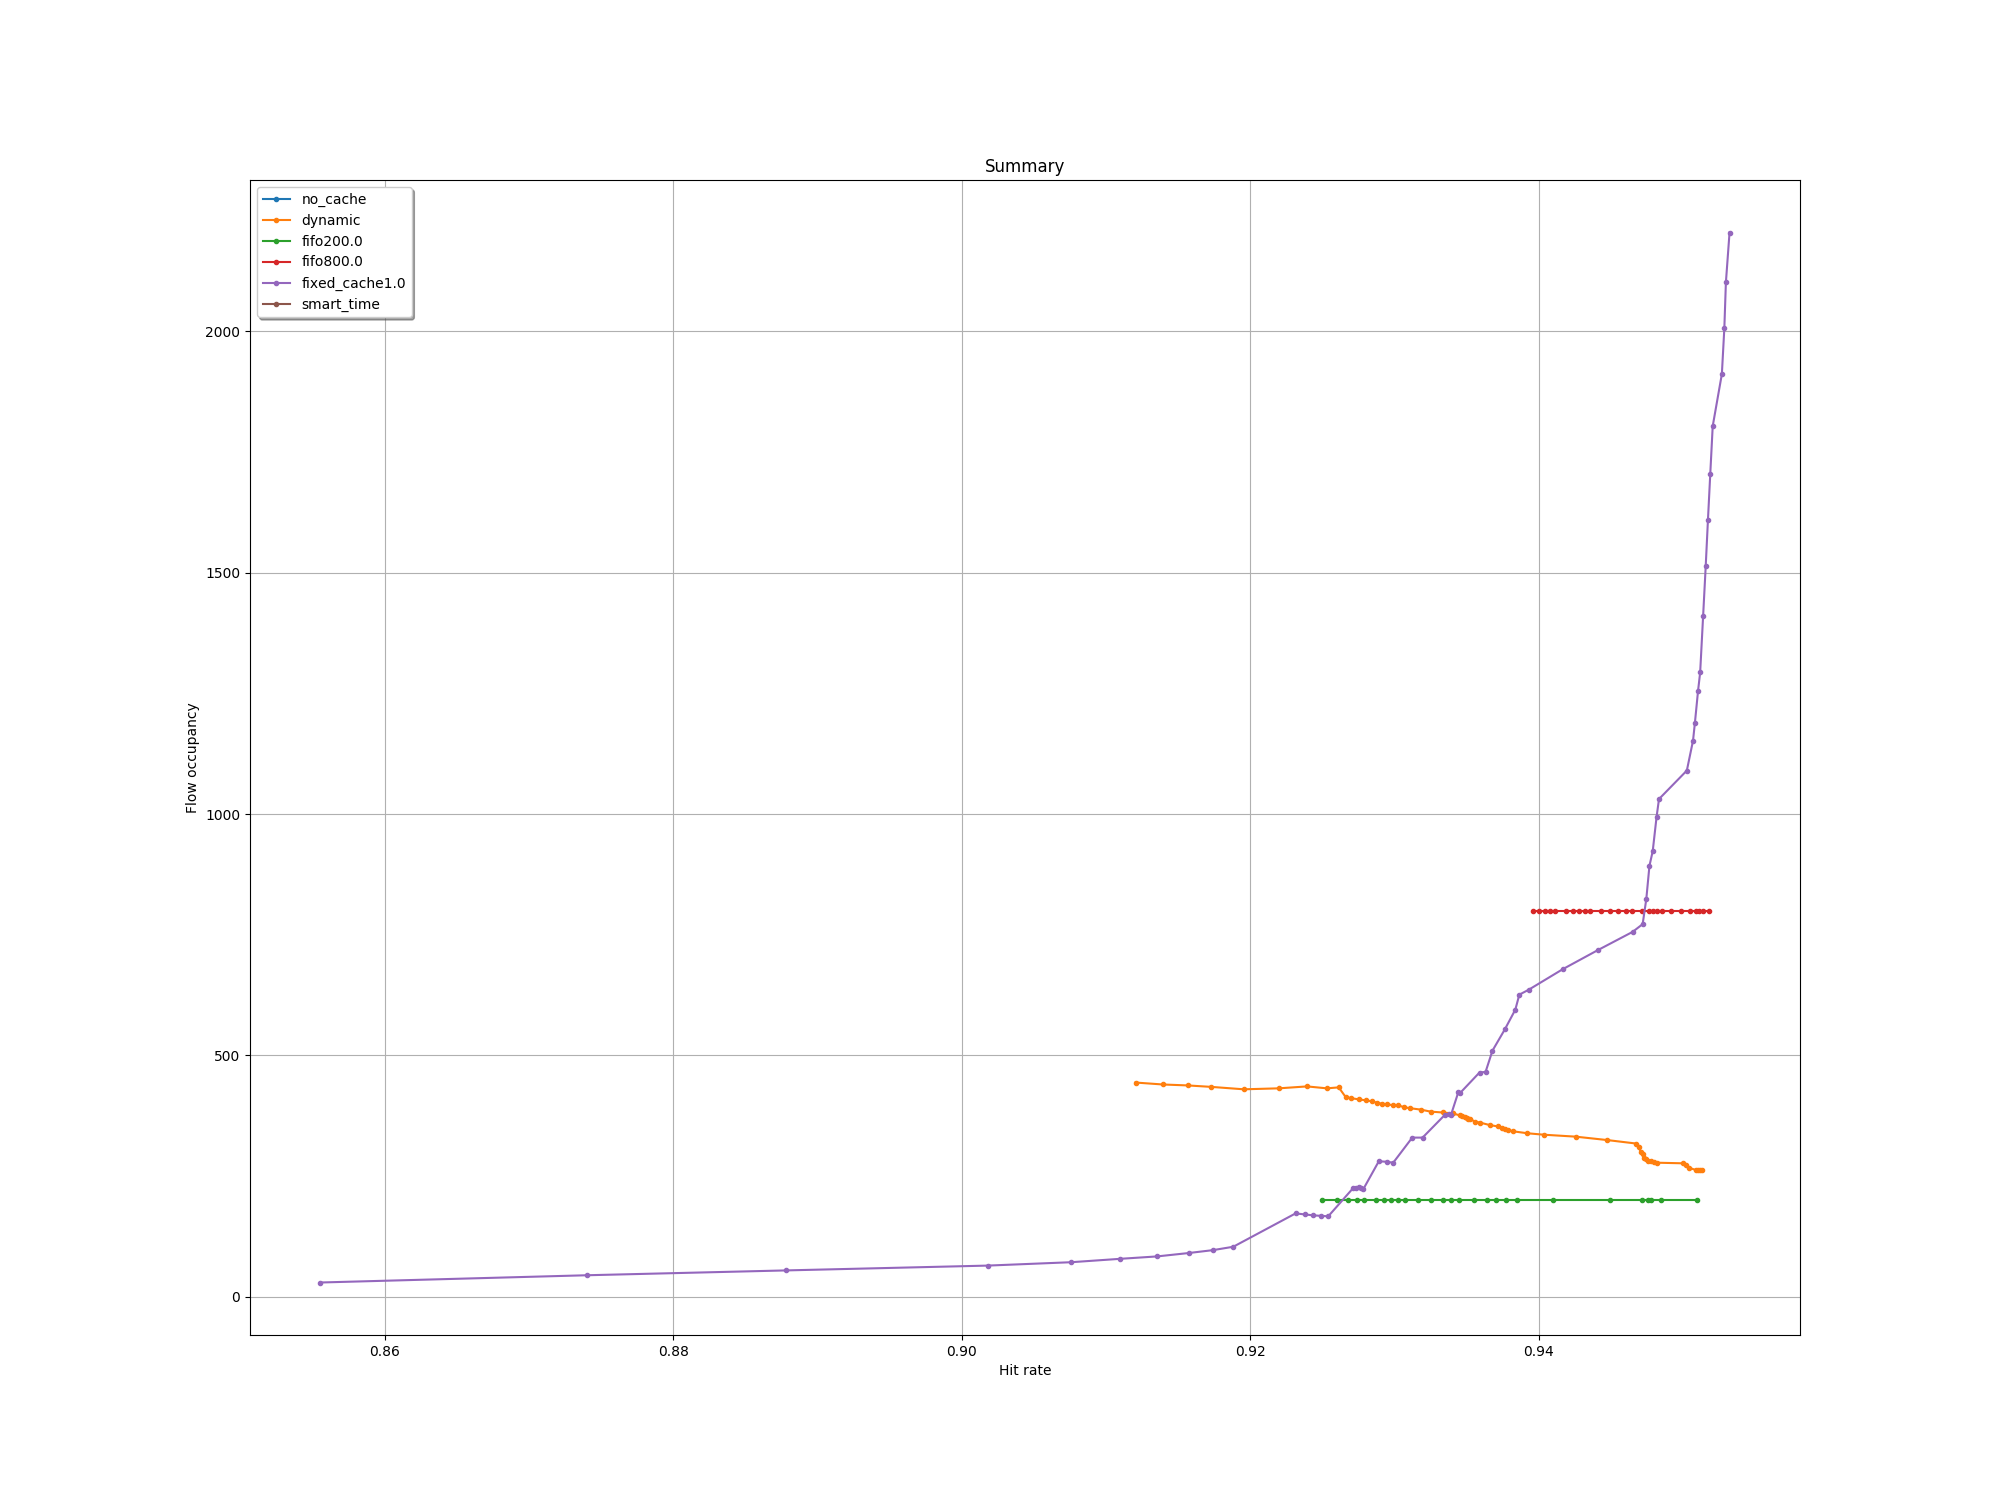 Summary
no_cache
dynamic
fifo200.0
fifo800.0
fixed_cache1.0
smart_time
2000
1500
1000
500
0
Flow occupancy
0.86 0.88 0.90 0.92 0.94
Hit rate